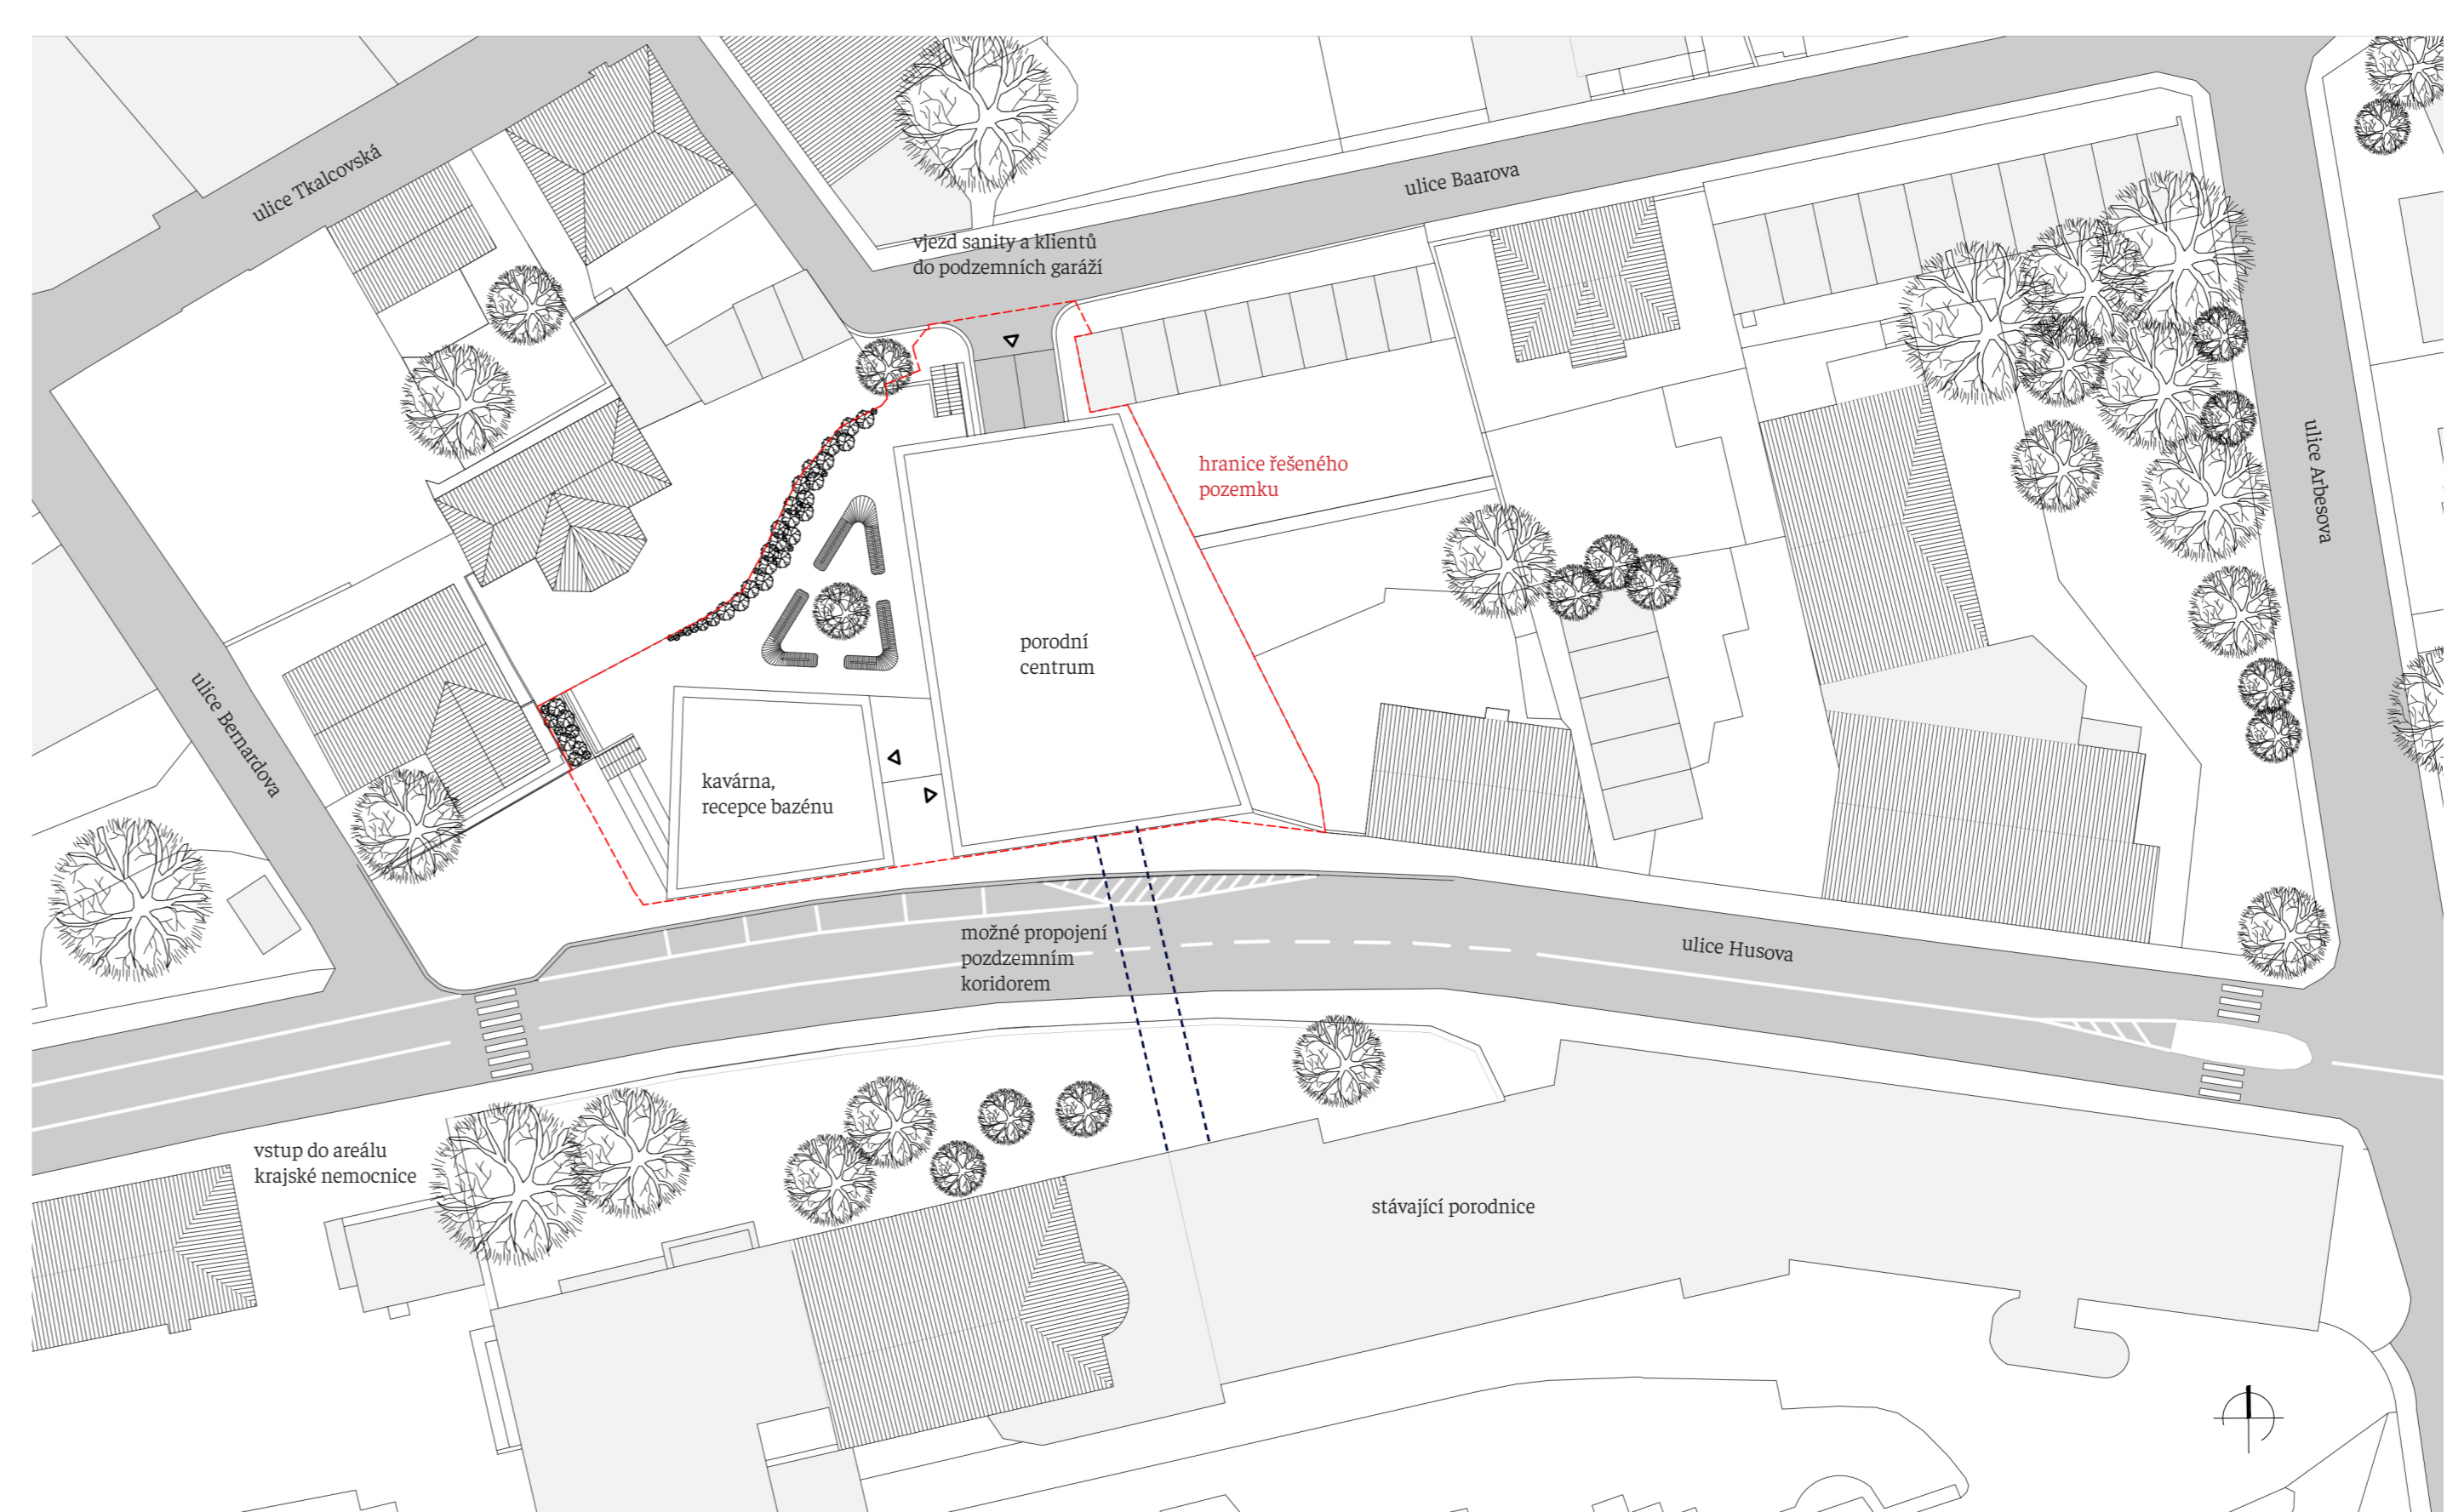 ulice Tkalcovská
ulice Baarova
vjezd sanity a klientů
do podzemních garáží
hranice řešeného
pozemku
ulice Arbesova
porodní
centrum
ulice Bernardova
kavárna,
recepce bazénu
možné propojení
pozdzemním
koridorem
ulice Husova
vstup do areálu
krajské nemocnice
stávající porodnice